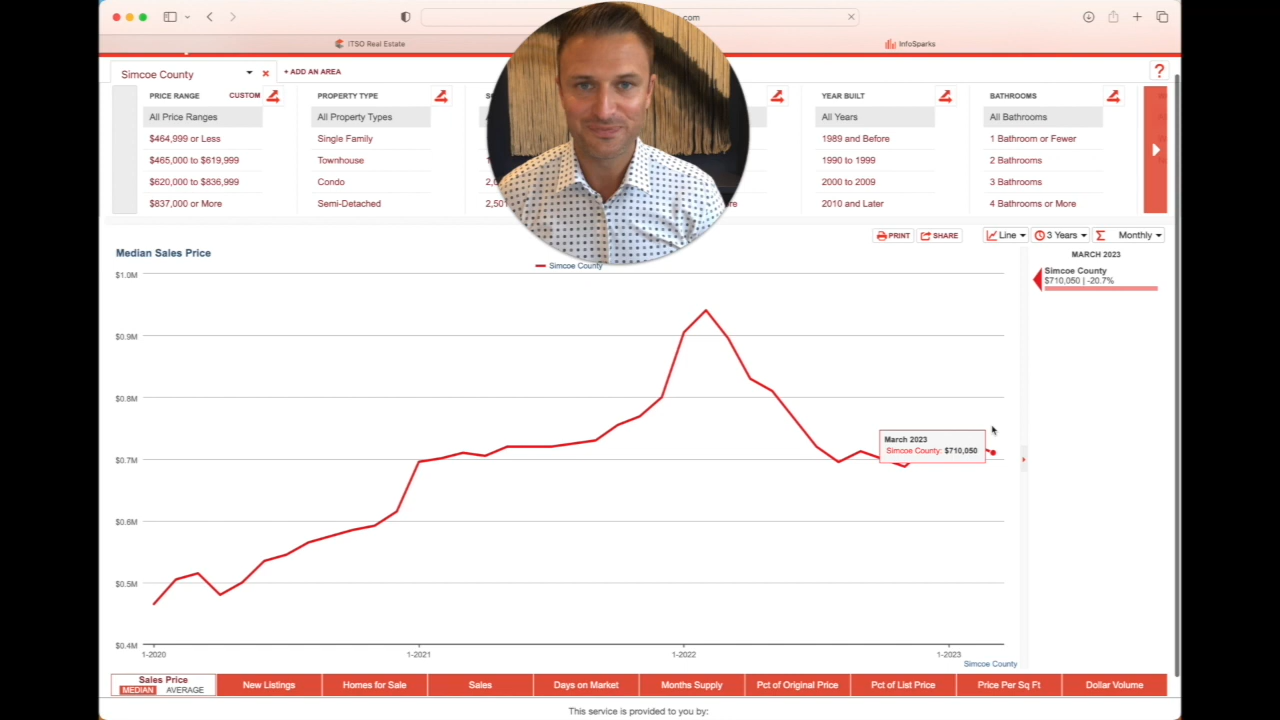 .com
ITSO Real Estate
InfoSparks
Simcoe County
+ ADD AN AREA
?
PRICE RANGE CUSTOM
All Price Ranges
$464,999 or Less
$465,000 to $619,999
$620,000 to $836,999
$837,000 or More
PROPERTY TYPE
All Property Types
Single Family
Townhouse
Condo
Semi-Detached
YEAR BUILT
All Years
1989 and Before
1990 to 1999
2000 to 2009
2010 and Later
BATHROOMS
All Bathrooms
1 Bathroom or Fewer
2 Bathrooms
3 Bathrooms
4 Bathrooms or More
PRINT SHARE Line 3 Years Σ Monthly
Median Sales Price
Simcoe County
MARCH 2023
Simcoe County
$710,050 | -20.7%
$1.0M
$0.9M
$0.8M
$0.7M
$0.6M
$0.5M
$0.4M
March 2023
Simcoe County: $710,050
1-2020 1-2021 1-2022 1-2023
Simcoe County
Sales Price
MEDIAN AVERAGE
New Listings
Homes for Sale
Sales
Days on Market
Months Supply
Pct of Original Price
Pct of List Price
Price Per Sq Ft
Dollar Volume
This service is provided to you by: